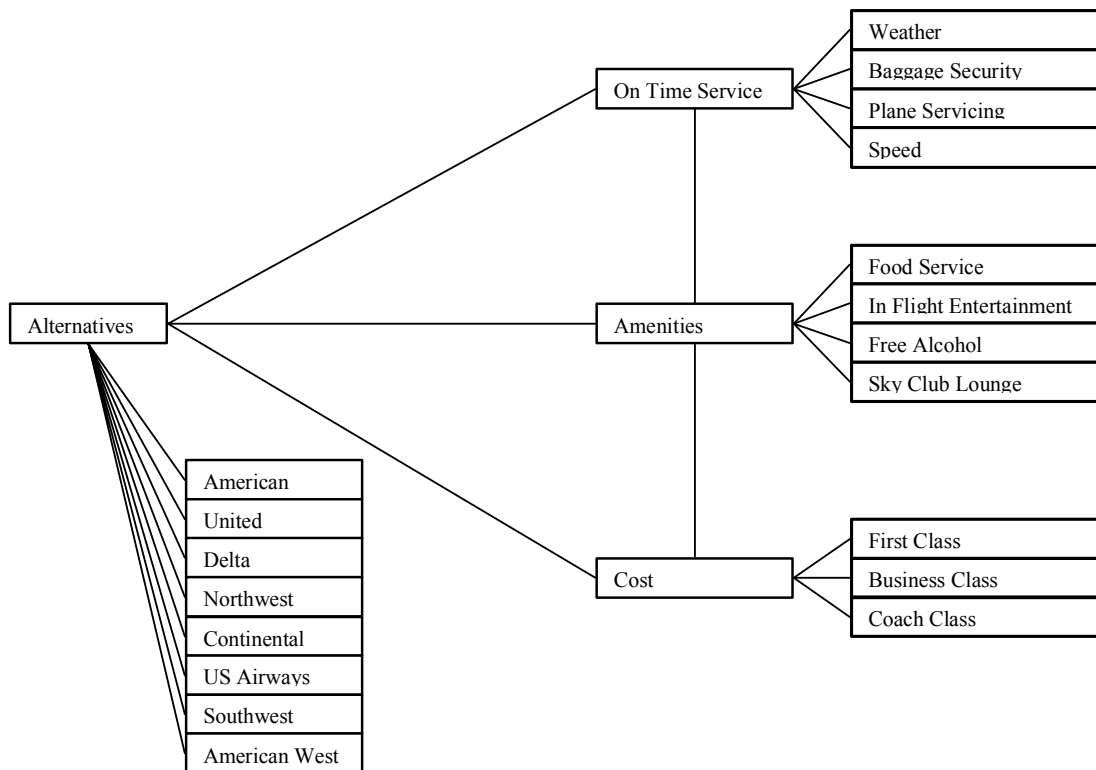 Weather
Baggage Security
Plane Servicing
Speed
On Time Service
Food Service
In Flight Entertainment
Free Alcohol
Sky Club Lounge
Amenities
Alternatives
First Class
Business Class
Coach Class
Cost
American
United
Delta
Northwest
Continental
US Airways
Southwest
American West